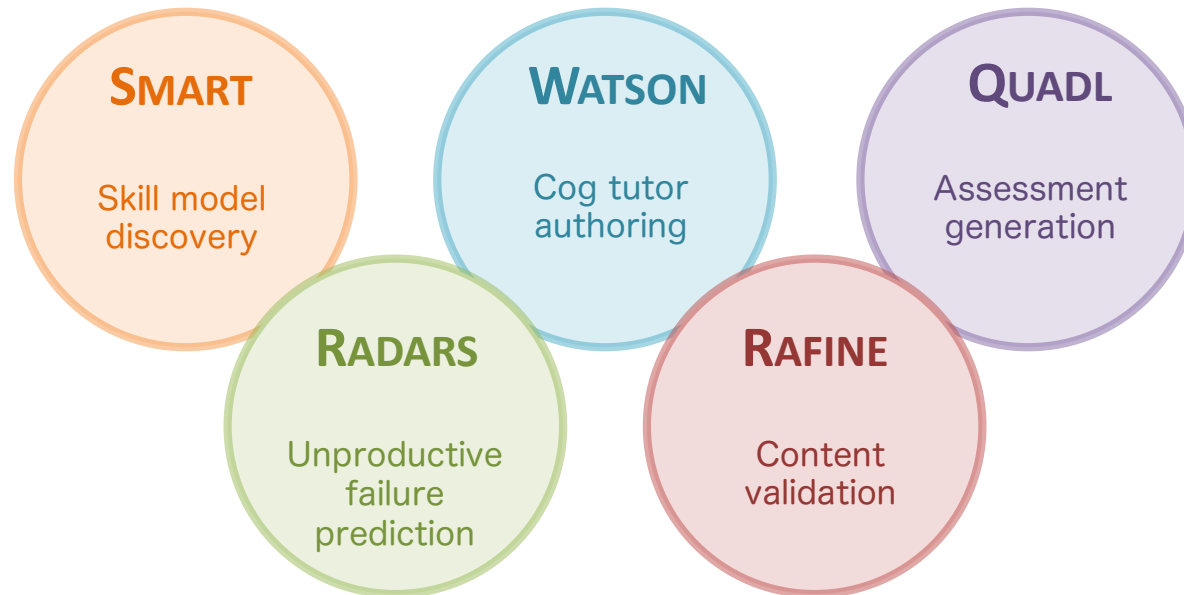 SMART
Skill model
discovery
WATSON
Cog tutor
authoring
QUADL
Assessment
generation
RADARS
Unproductive
failure
prediction
RAFINE
Content
validation